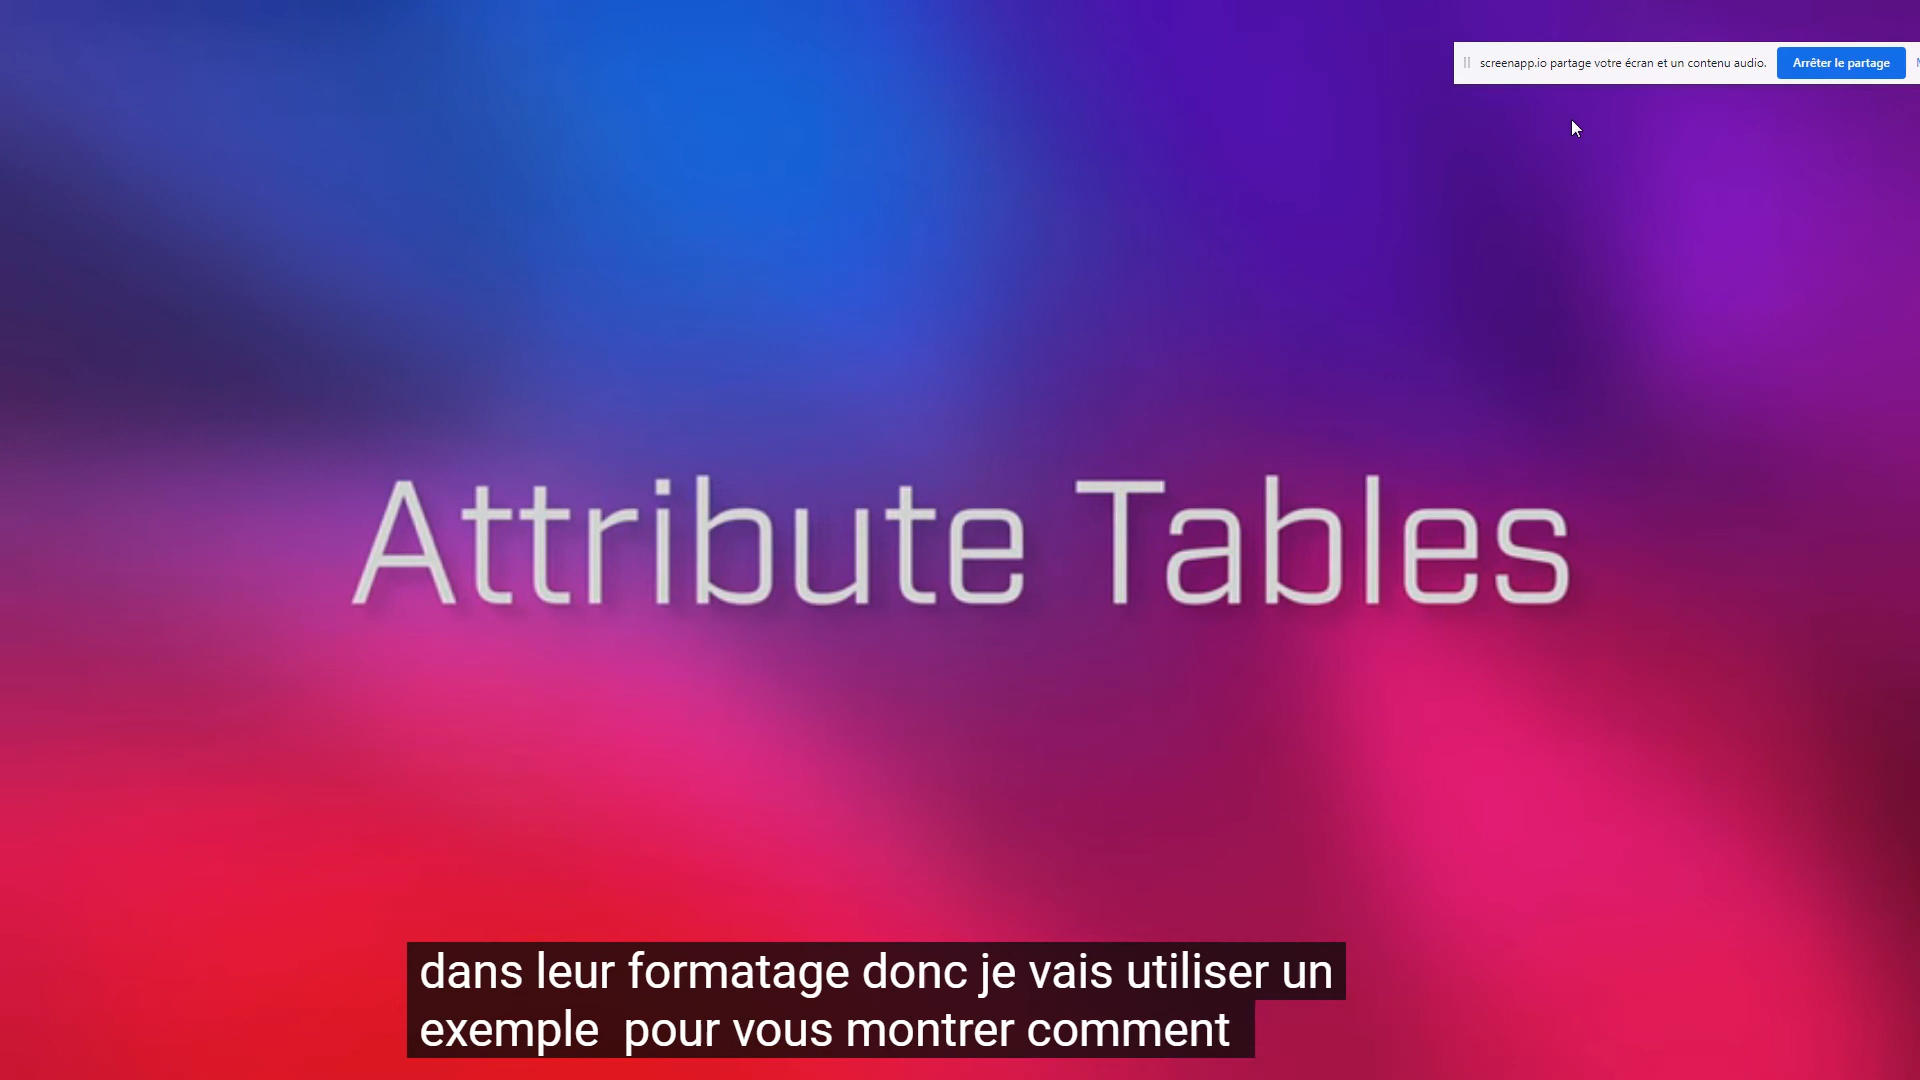 screenapp.io partage votre écran et un contenu audio. Arrêter le partage
Attribute Tables
dans leur formatage donc je vais utiliser un
exemple  pour vous montrer comment